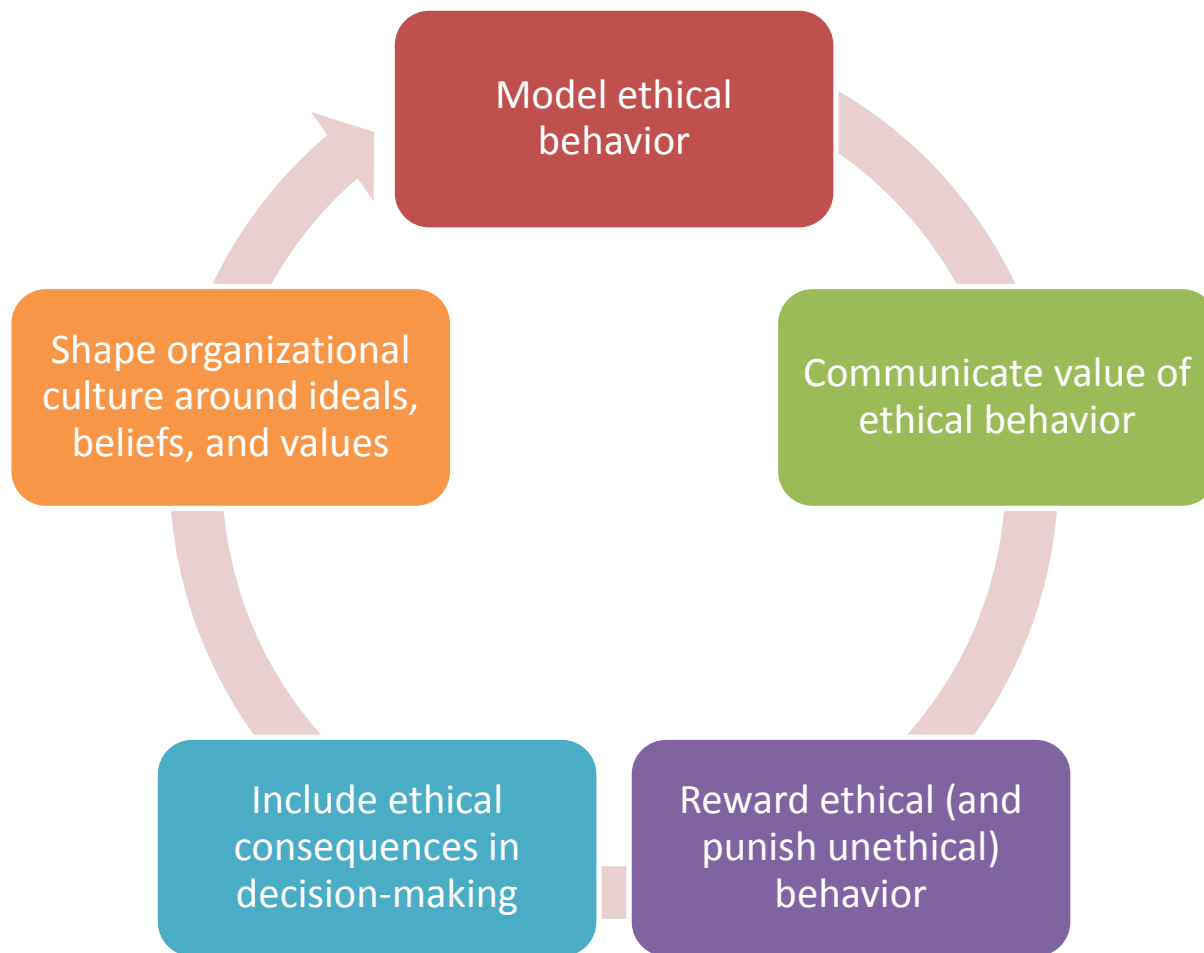 Model ethical
behavior
Communicate value of
ethical behavior
Reward ethical (and
punish unethical)
behavior
Include ethical
consequences in
decision-making
Shape organizational
culture around ideals,
beliefs, and values